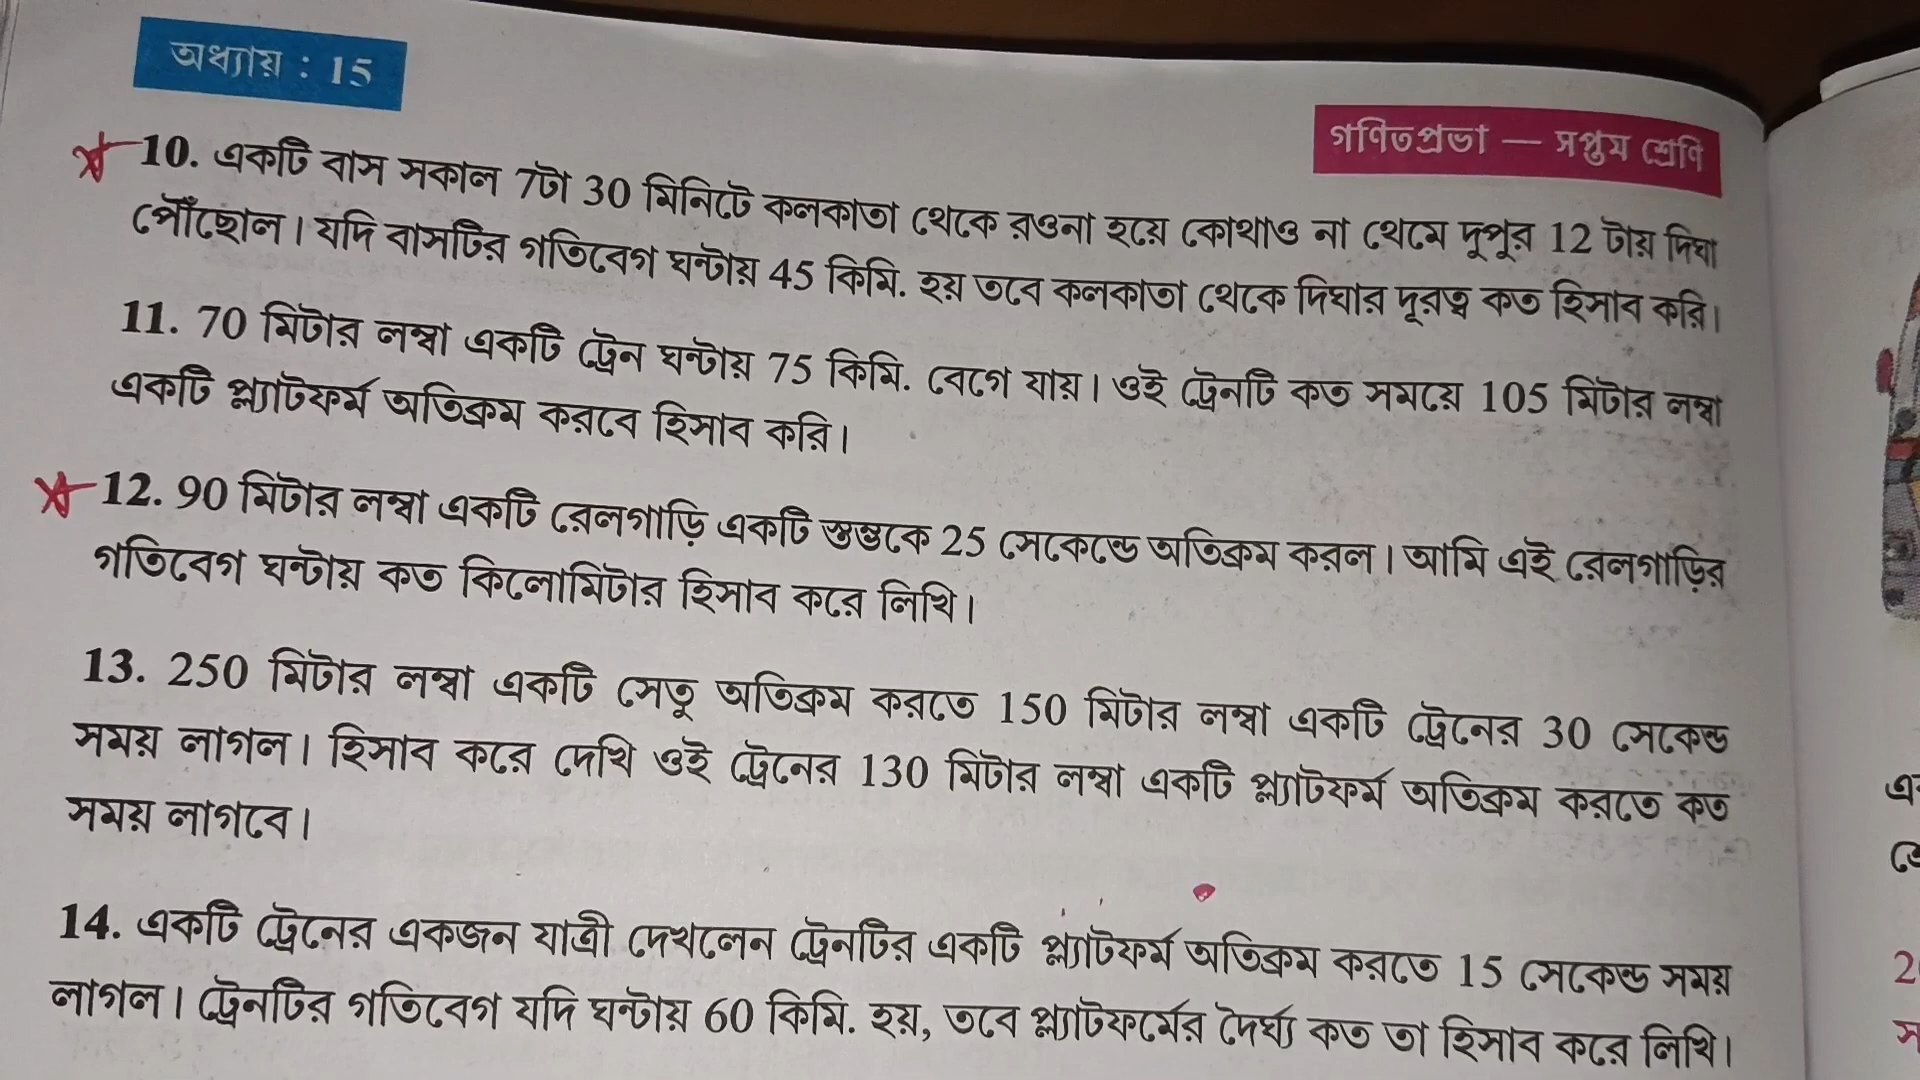 অধ্যায় : 15
গণিতপ্রভা — সপ্তম শ্রেণি
10. একটি বাস সকাল 7টা 30 মিনিটে কলকাতা থেকে রওনা হয়ে কোথাও না থেমে দুপুর 12 টায় দিঘা
পৌঁছোল। যদি বাসটির গতিবেগ ঘন্টায় 45 কিমি. হয় তবে কলকাতা থেকে দিঘার দূরত্ব কত হিসাব করি।
11. 70 মিটার লম্বা একটি ট্রেন ঘন্টায় 75 কিমি. বেগে যায়। ওই ট্রেনটি কত সময়ে 105 মিটার লম্বা
একটি প্ল্যাটফর্ম অতিক্রম করবে হিসাব করি।
12. 90 মিটার লম্বা একটি রেলগাড়ি একটি স্তম্ভকে 25 সেকেন্ডে অতিক্রম করল। আমি এই রেলগাড়ির
গতিবেগ ঘন্টায় কত কিলোমিটার হিসাব করে লিখি।
13. 250 মিটার লম্বা একটি সেতু অতিক্রম করতে 150 মিটার লম্বা একটি ট্রেনের 30 সেকেন্ড
সময় লাগল। হিসাব করে দেখি ওই ট্রেনের 130 মিটার লম্বা একটি প্ল্যাটফর্ম অতিক্রম করতে কত
সময় লাগবে।
14. একটি ট্রেনের একজন যাত্রী দেখলেন ট্রেনটির একটি প্ল্যাটফর্ম অতিক্রম করতে 15 সেকেন্ড সময়
লাগল। ট্রেনটির গতিবেগ যদি ঘন্টায় 60 কিমি. হয়, তবে প্ল্যাটফর্মের দৈর্ঘ্য কত তা হিসাব করে লিখি।
2